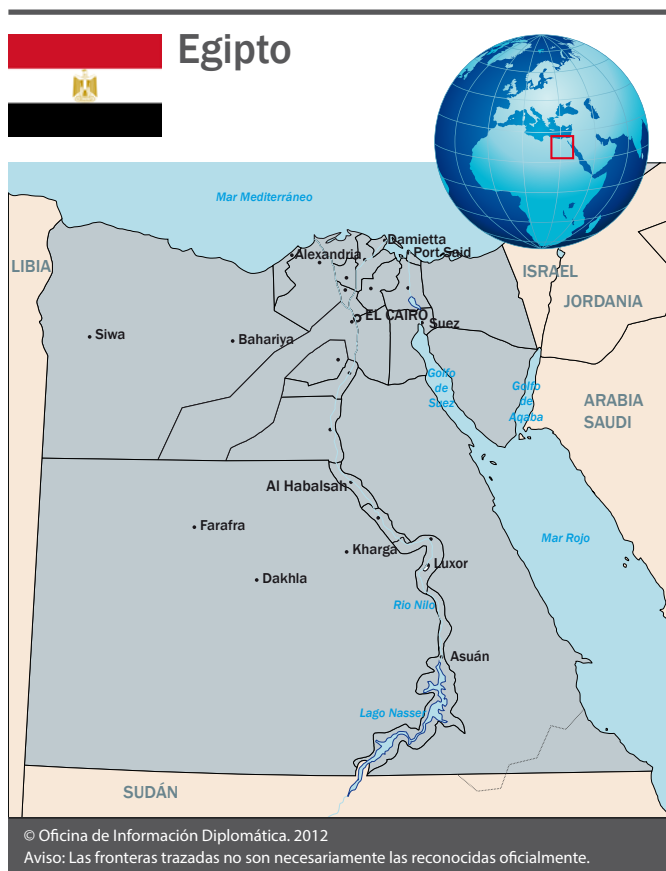 Egipto
Mar Mediterráneo
Damietta
Alexandria
Port Said
LIBIA
ISRAEL
JORDANIA
EL CAIRO
Suez
Siwa
Bahariya
Golfo
de
Suez
Golfo
de
Aqaba
ARABIA
SAUDI
Al Habalsah
Farafra
Mar Rojo
Kharga
Luxor
Dakhla
Rio Nilo
Asuán
Lago Nasser
SUDÁN
© Oficina de Información Diplomática. 2012
Aviso: Las fronteras trazadas no son necesariamente las reconocidas oficialmente.